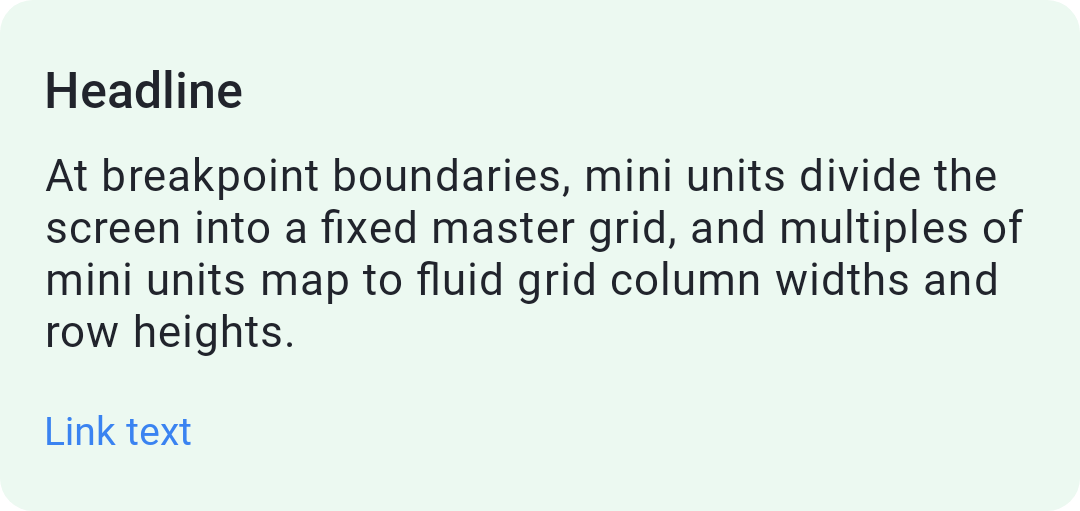 Headline
At breakpoint boundaries, mini units divide the
screen into a fixed master grid, and multiples of
mini units map to fluid grid column widths and
row heights.
Link text